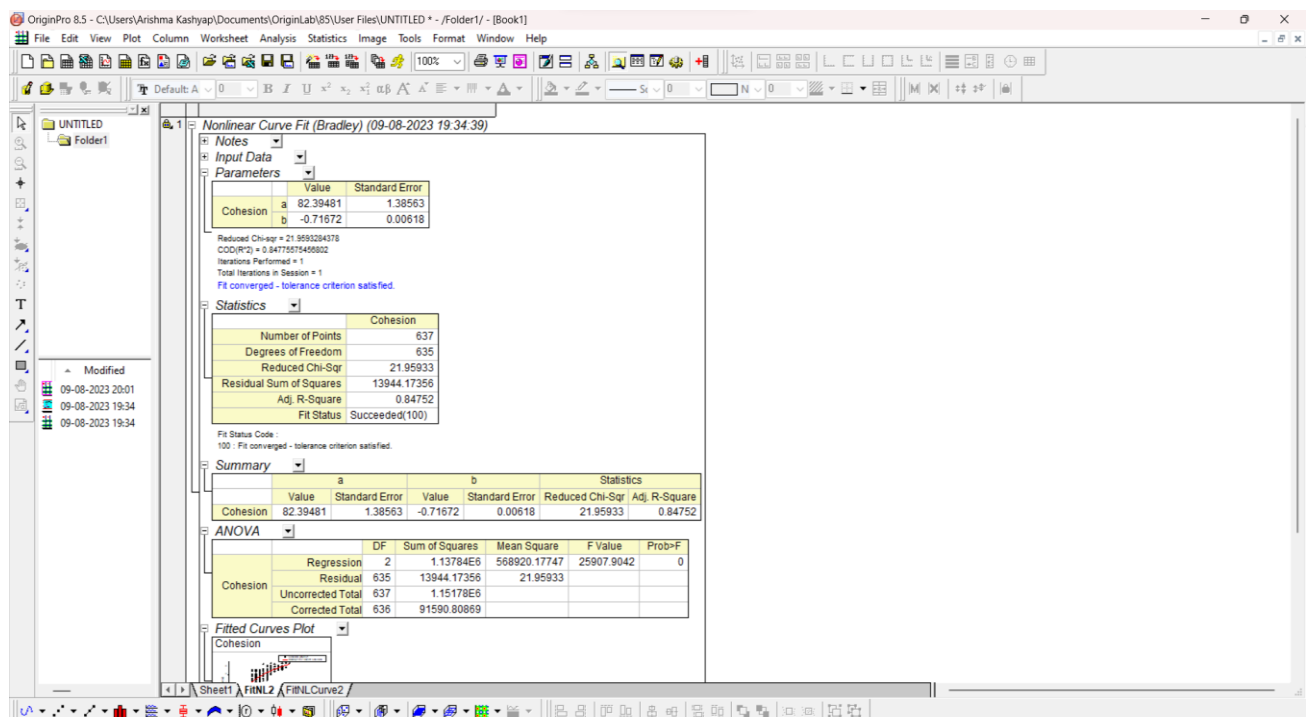 OriginPro 8.5 - C:\Users\Arishma Kashyap\Documents\OriginLab\85\User Files\UNTITLED * - /Folder1/ - [Book1]
File Edit View Plot Column Worksheet Analysis Statistics Image Tools Format Window Help
100%
Default: A 0 B I U 0 N 0
UNTITLED
Folder1
Modified
09-08-2023 20:01
09-08-2023 19:34
09-08-2023 19:34
1
Nonlinear Curve Fit (Bradley) (09-08-2023 19:34:39)
Notes
Input Data
Parameters
Value Standard Error
Cohesion a 82.39481 1.38563
b -0.71672 0.00618
Reduced Chi-sqr = 21.9593284378
COD(R^2) = 0.84775575456802
Iterations Performed = 1
Total Iterations in Session = 1
Fit converged - tolerance criterion satisfied.
Statistics
Cohesion
Number of Points 637
Degrees of Freedom 635
Reduced Chi-Sqr 21.95933
Residual Sum of Squares 13944.17356
Adj. R-Square 0.84752
Fit Status Succeeded(100)
Fit Status Code :
100 : Fit converged - tolerance criterion satisfied.
Summary
a b Statistics
Value Standard Error Value Standard Error Reduced Chi-Sqr Adj. R-Square
Cohesion 82.39481 1.38563 -0.71672 0.00618 21.95933 0.84752
ANOVA
DF Sum of Squares Mean Square F Value Prob>F
Cohesion
Regression 2 1.13784E6 568920.17747 25907.9042 0
Residual 635 13944.17356 21.95933
Uncorrected Total 637 1.15178E6
Corrected Total 636 91590.80869
Fitted Curves Plot
Cohesion
Sheet1 FitNL2 FitNLCurve2